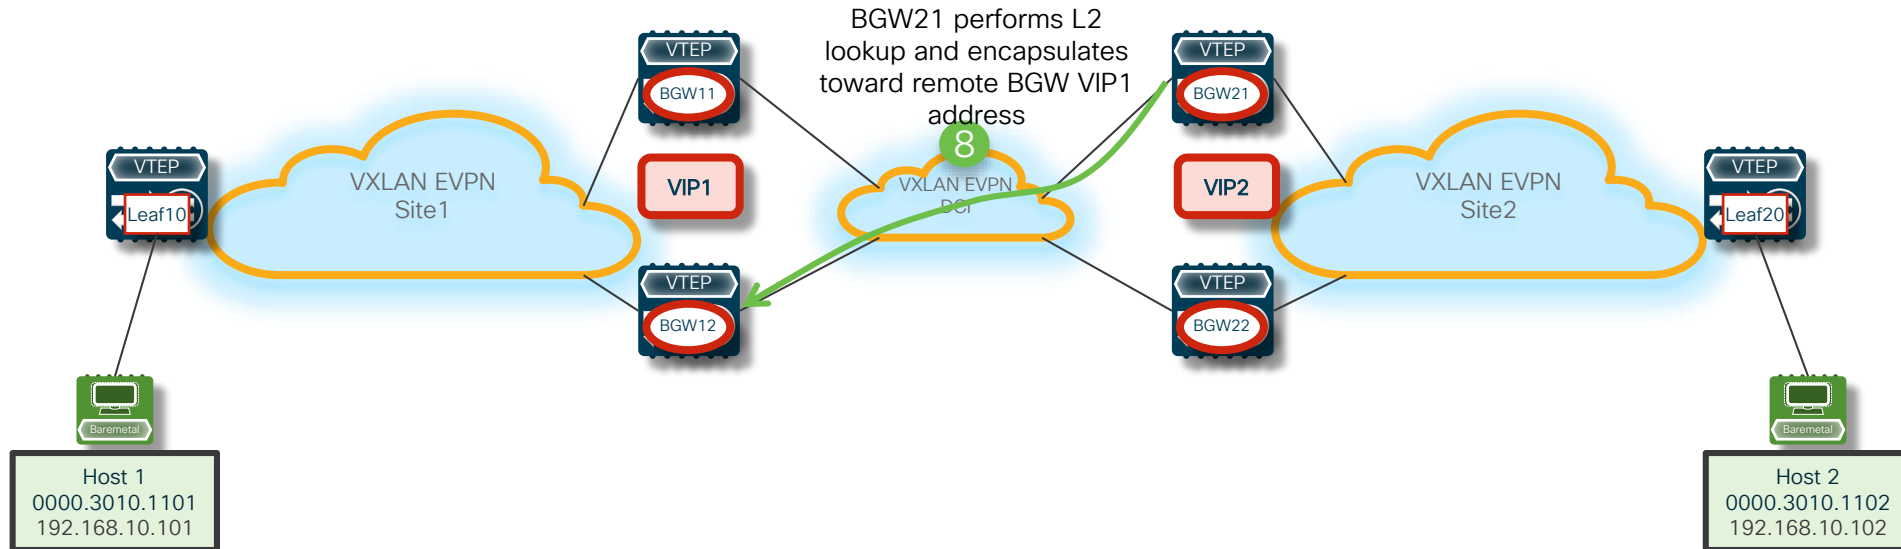 BGW21 performs L2
lookup and encapsulates
toward remote BGW VIP1
address
8
VTEP
BGW11
VTEP
BGW21
VTEP
Leaf10
VXLAN EVPN
Site1
VIP1
VXLAN EVPN
DCI
VIP2
VXLAN EVPN
Site2
VTEP
Leaf20
VTEP
BGW12
VTEP
BGW22
Baremetal
Host 1
0000.3010.1101
192.168.10.101
Baremetal
Host 2
0000.3010.1102
192.168.10.102